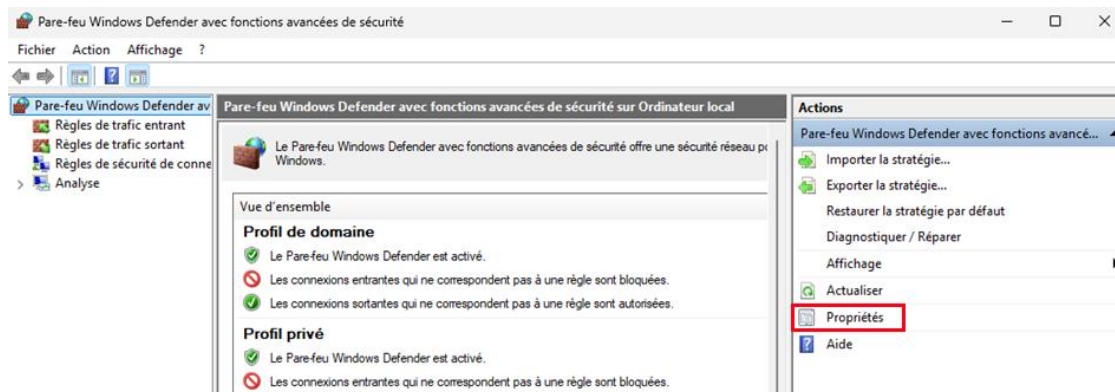 Pare-feu Windows Defender avec fonctions avancées de sécurité
Fichier Action Affichage ?
Pare-feu Windows Defender av
Règles de trafic entrant
Règles de trafic sortant
Règles de sécurité de conne
Analyse
Pare-feu Windows Defender avec fonctions avancées de sécurité sur Ordinateur local
Le Pare-feu Windows Defender avec fonctions avancées de sécurité offre une sécurité réseau po
Windows.
Vue d'ensemble
Profil de domaine
Le Pare-feu Windows Defender est activé.
Les connexions entrantes qui ne correspondent pas à une règle sont bloquées.
Les connexions sortantes qui ne correspondent pas à une règle sont autorisées.
Profil privé
Le Pare-feu Windows Defender est activé.
Les connexions entrantes qui ne correspondent pas à une règle sont bloquées.
Actions
Pare-feu Windows Defender avec fonctions avancé...
Importer la stratégie...
Exporter la stratégie...
Restaurer la stratégie par défaut
Diagnostiquer / Réparer
Affichage
Actualiser
Propriétés
Aide